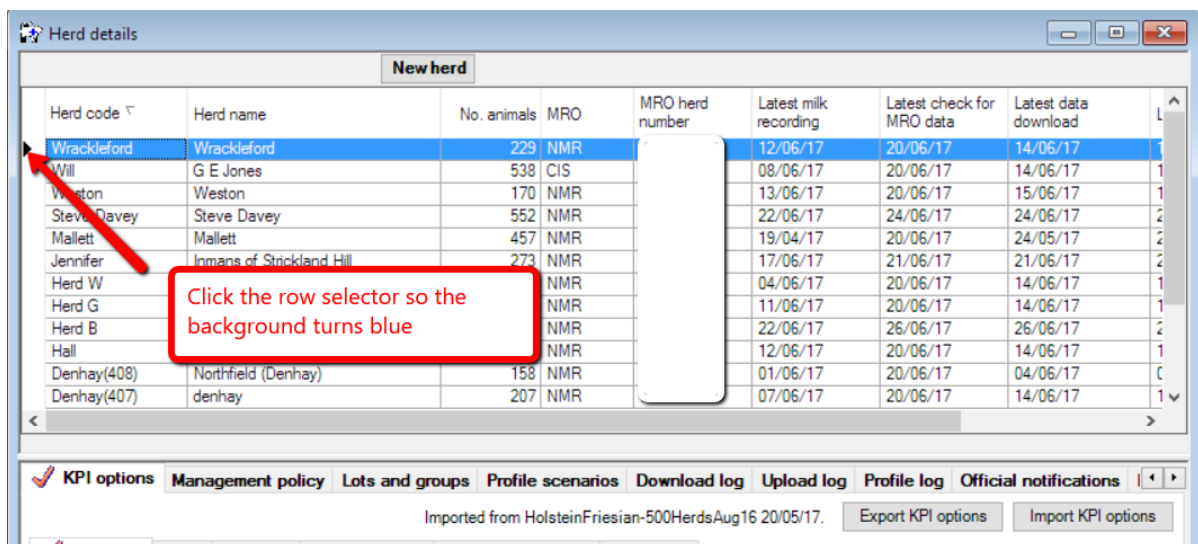 Herd details
New herd
Herd code Herd name No. animals MRO MRO herd number Latest milk recording Latest check for MRO data Latest data download L
Wrackleford Wrackleford 229 NMR 12/06/17 20/06/17 14/06/17 1
Will G E Jones 538 CIS 08/06/17 20/06/17 14/06/17 1
Weston Weston 170 NMR 13/06/17 20/06/17 15/06/17 1
Steve Davey Steve Davey 552 NMR 22/06/17 24/06/17 24/06/17 2
Mallett Mallett 457 NMR 19/04/17 20/06/17 24/05/17 2
Jennifer Inmans of Strickland Hill 273 NMR 17/06/17 21/06/17 21/06/17 2
Herd W NMR 04/06/17 20/06/17 14/06/17 1
Herd G NMR 11/06/17 20/06/17 14/06/17 1
Herd B NMR 22/06/17 26/06/17 26/06/17 2
Hall NMR 12/06/17 20/06/17 14/06/17 1
Denhay(408) Northfield (Denhay) 158 NMR 01/06/17 20/06/17 04/06/17
Denhay(407) denhay 207 NMR 07/06/17 20/06/17 14/06/17 1
Click the row selector so the
background turns blue
KPI options Management policy Lots and groups Profile scenarios Download log Upload log Profile log Official notifications
Imported from HolsteinFriesian-500HerdsAug16 20/05/17. Export KPI options Import KPI options